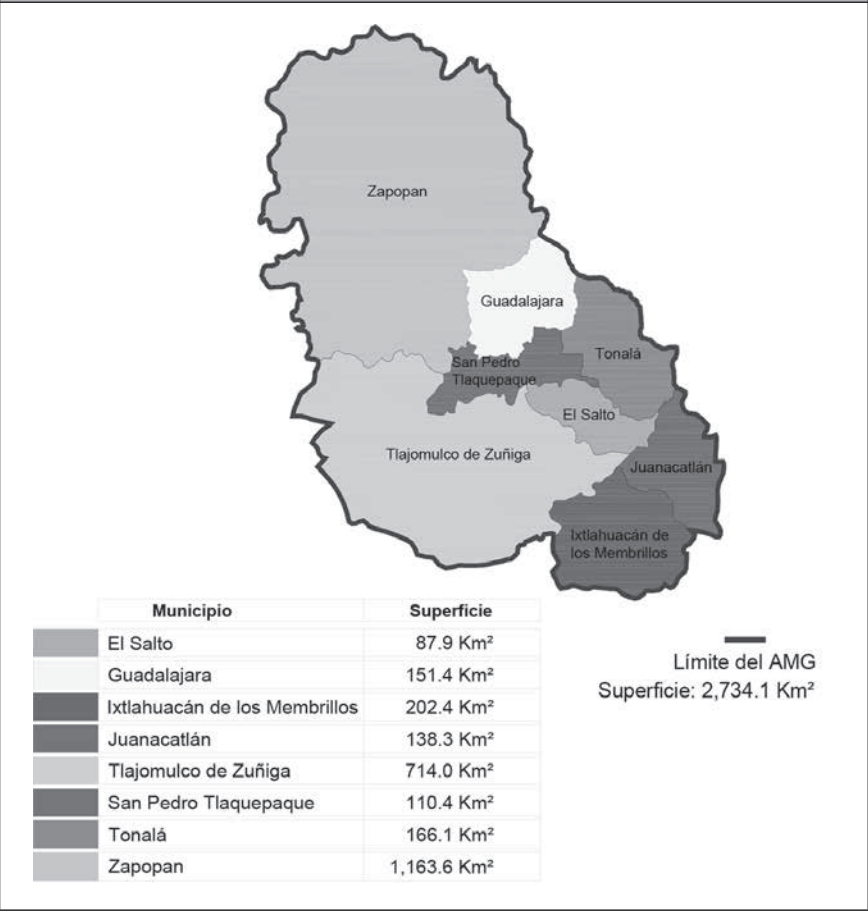 Zapopan
Guadalajara
Tonalá
San Pedro
Tlaquepaque
El Salto
Tlajomulco de Zuñiga
Juanacatlán
Ixtlahuacán de
los Membrillos
Municipio Superficie
El Salto 87.9 Km²
Guadalajara 151.4 Km²
Ixtlahuacán de los Membrillos 202.4 Km²
Juanacatlán 138.3 Km²
Tlajomulco de Zuñiga 714.0 Km²
San Pedro Tlaquepaque 110.4 Km²
Tonalá 166.1 Km²
Zapopan 1,163.6 Km²
Límite del AMG
Superficie: 2,734.1 Km²